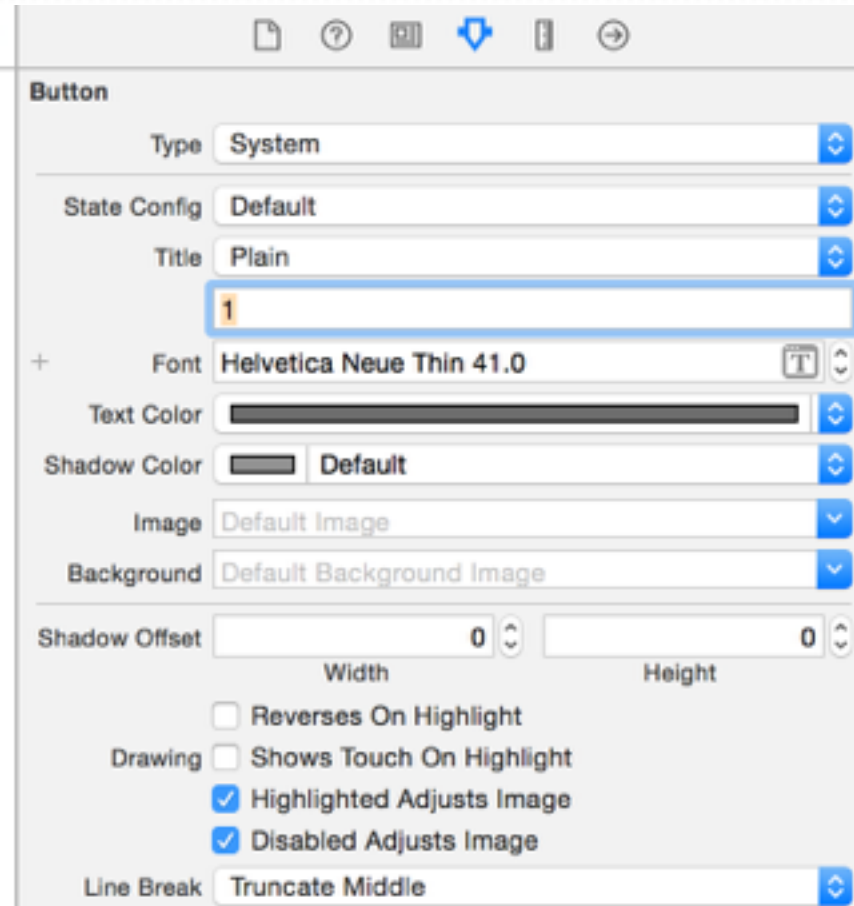 Button
Type System
State Config Default
Title Plain
1
+ Font Helvetica Neue Thin 41.0 T
Text Color
Shadow Color Default
Image Default Image
Background Default Background Image
Shadow Offset 0 0
Width Height
Reverses On Highlight
Drawing Shows Touch On Highlight
Highlighted Adjusts Image
Disabled Adjusts Image
Line Break Truncate Middle